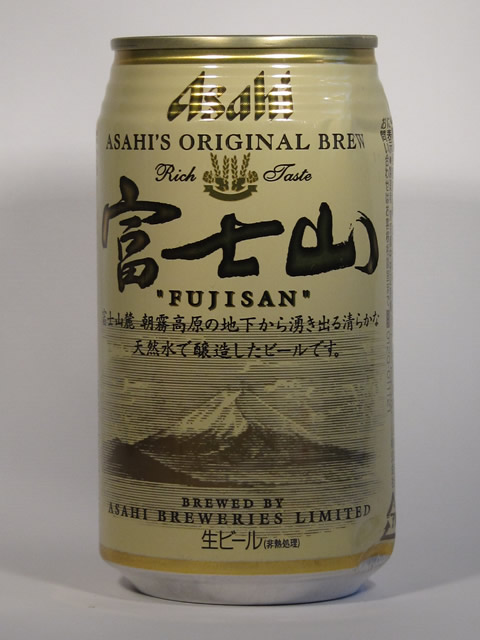 Asahi
ASAHI'S ORIGINAL BREW
Rich Taste
富士山
"FUJISAN"
富士山麓 朝霧高原の地下から湧き出る清らかな
天然水で醸造したビールです。
BREWED BY
ASAHI BREWERIES LIMITED
生ビール(非熱処理)